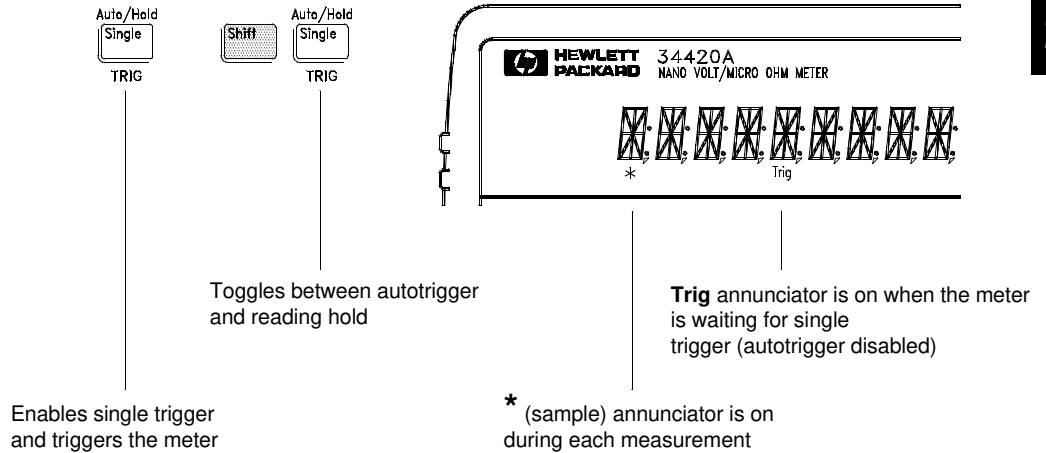 Auto/Hold
Single
TRIG
Shift
Auto/Hold
Single
TRIG
hp HEWLETT PACKARD
34420A
NANO VOLT/MICRO OHM METER
*
Trig
Toggles between autotrigger
and reading hold
Trig annunciator is on when the meter
is waiting for single
trigger (autotrigger disabled)
Enables single trigger
and triggers the meter
* (sample) annunciator is on
during each measurement